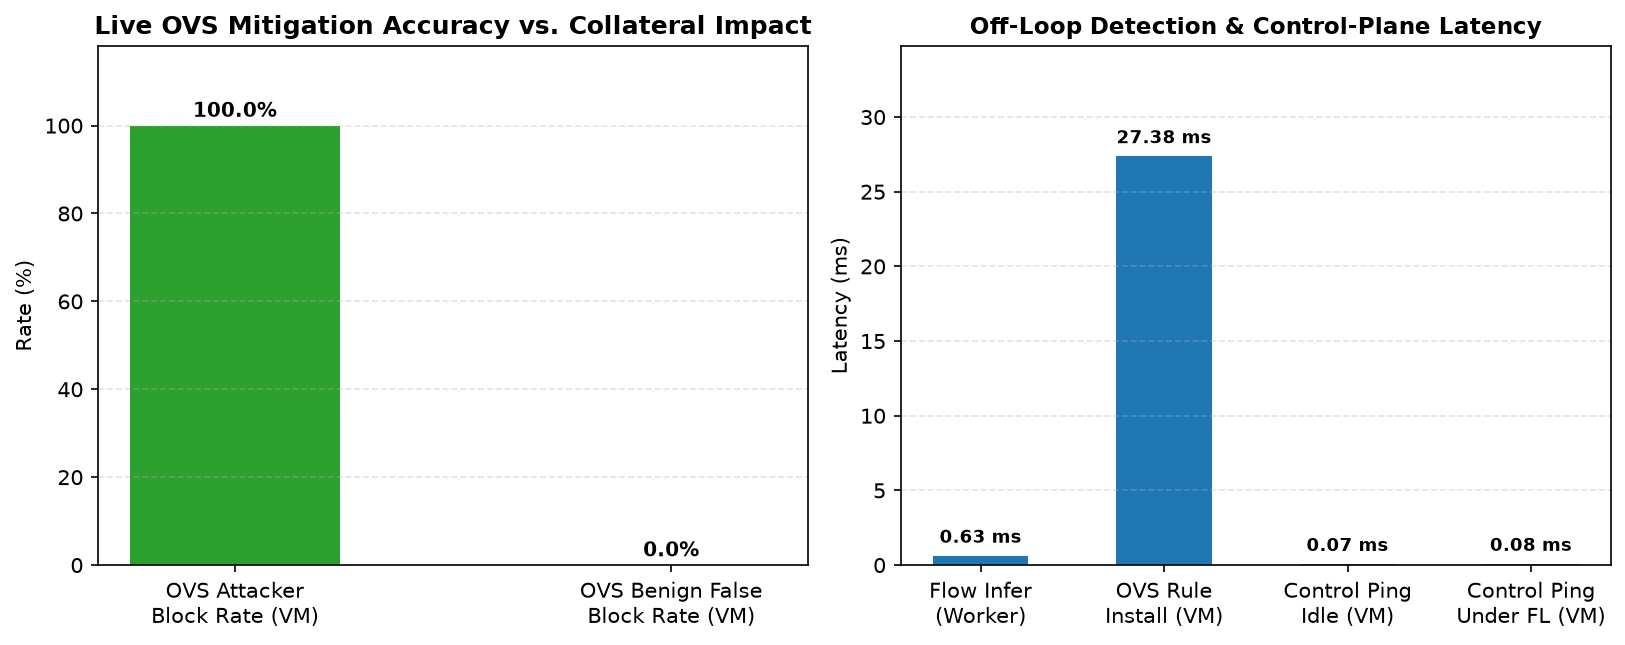 Live OVS Mitigation Accuracy vs. Collateral Impact
Rate (%)
100
80
60
40
20
0
100.0%
0.0%
OVS Attacker
Block Rate (VM)
OVS Benign False
Block Rate (VM)
Off-Loop Detection & Control-Plane Latency
Latency (ms)
30
25
20
15
10
5
0
0.63 ms
27.38 ms
0.07 ms
0.08 ms
Flow Infer
(Worker)
OVS Rule
Install (VM)
Control Ping
Idle (VM)
Control Ping
Under FL (VM)